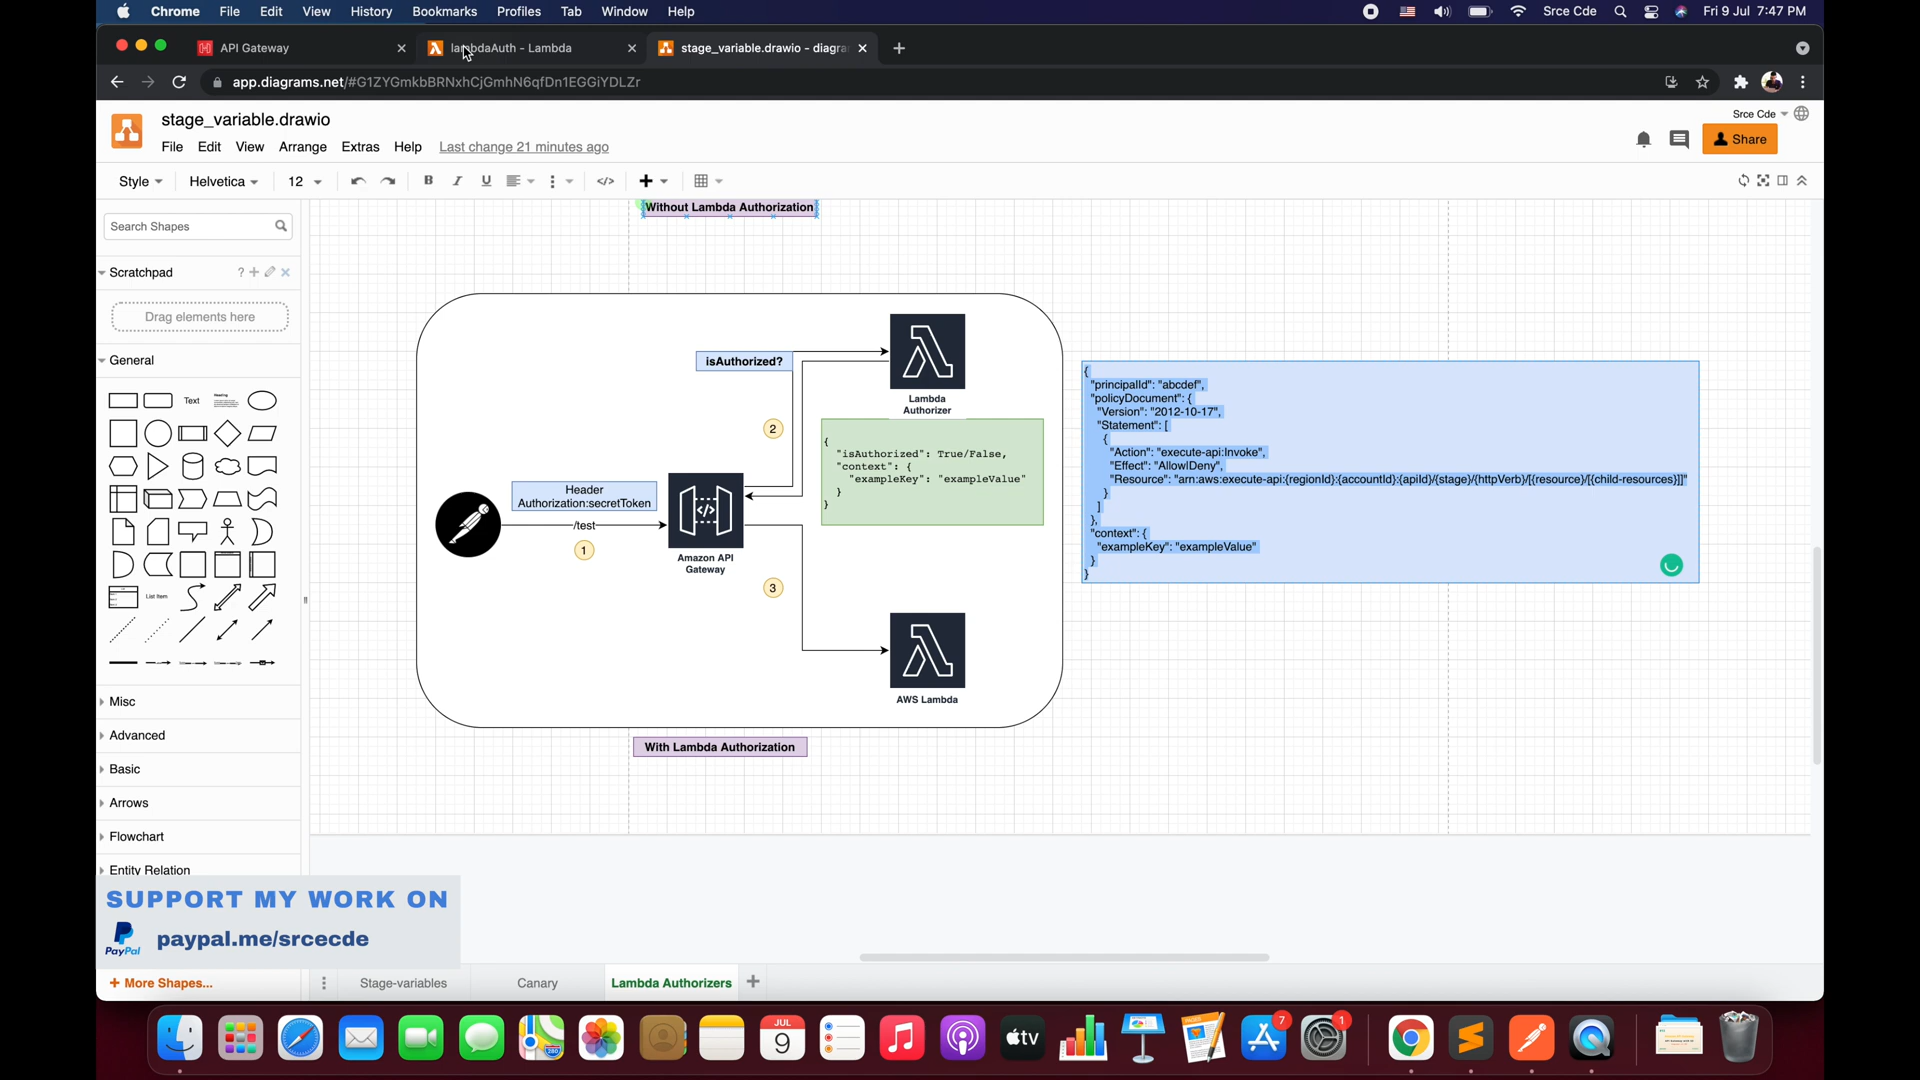 Chrome File Edit View History Bookmarks Profiles Tab Window Help Srce Cde Fri 9 Jul 7:47 PM
API Gateway lambdaAuth - Lambda stage_variable.drawio - diagra
app.diagrams.net/#G1ZYGmkbBRNxhCjGmhN6qfDn1EGGiYDLZr
stage_variable.drawio
Srce Cde
File Edit View Arrange Extras Help Last change 21 minutes ago
Share
Style Helvetica 12
Without Lambda Authorization
Search Shapes
Scratchpad
Drag elements here
General
Text
Heading
List Item
Misc
Advanced
Basic
Arrows
Flowchart
Entity Relation
+ More Shapes...
isAuthorized?
Lambda
Authorizer
2
{
"isAuthorized": True/False,
"context": {
"exampleKey": "exampleValue"
}
}
Header
Authorization:secretToken
/test
1
Amazon API
Gateway
3
AWS Lambda
With Lambda Authorization
{
"principalId": "abcdef",
"policyDocument": {
"Version": "2012-10-17",
"Statement": [
{
"Action": "execute-api:Invoke",
"Effect": "Allow|Deny",
"Resource": "arn:aws:execute-api:{regionId}:{accountId}:{apiId}/{stage}/{httpVerb}/[{resource}/[{child-resources}]]"
}
]
},
"context": {
"exampleKey": "exampleValue"
}
}
SUPPORT MY WORK ON
PayPal paypal.me/srcecde
Stage-variables Canary Lambda Authorizers
280
JUL
9
tv
7
1